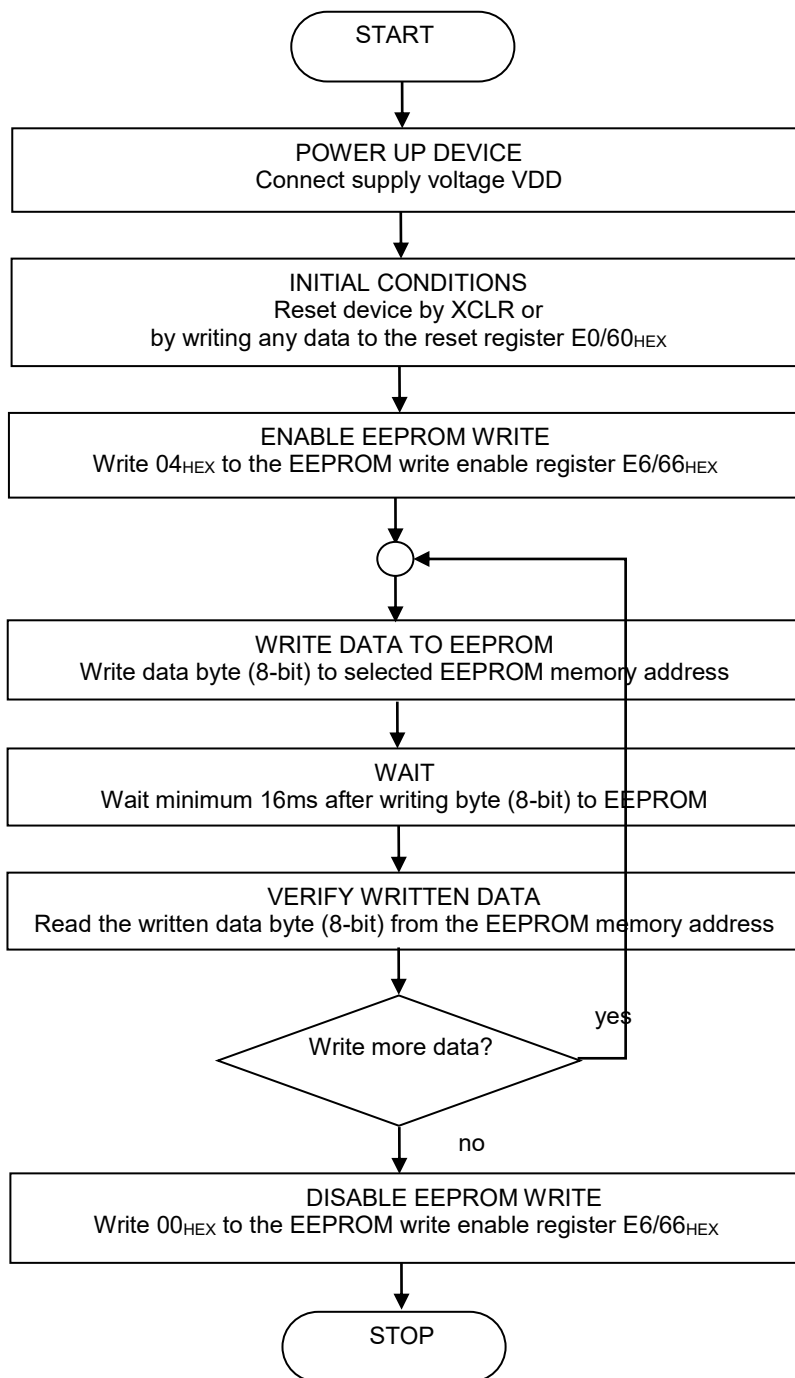 START
POWER UP DEVICE
Connect supply voltage VDD
INITIAL CONDITIONS
Reset device by XCLR or
by writing any data to the reset register E0/60HEX
ENABLE EEPROM WRITE
Write 04HEX to the EEPROM write enable register E6/66HEX
WRITE DATA TO EEPROM
Write data byte (8-bit) to selected EEPROM memory address
WAIT
Wait minimum 16ms after writing byte (8-bit) to EEPROM
VERIFY WRITTEN DATA
Read the written data byte (8-bit) from the EEPROM memory address
yes
Write more data?
no
DISABLE EEPROM WRITE
Write 00HEX to the EEPROM write enable register E6/66HEX
STOP